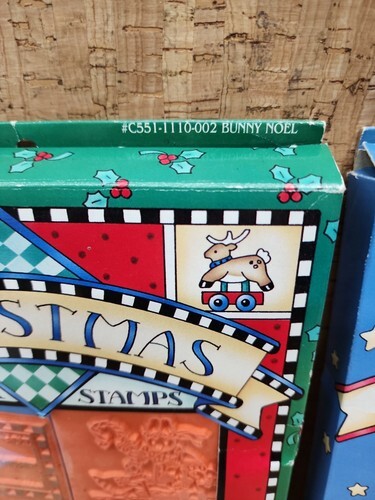 #C551-1110-002 BUNNY NOEL
STMAS
STAMPS